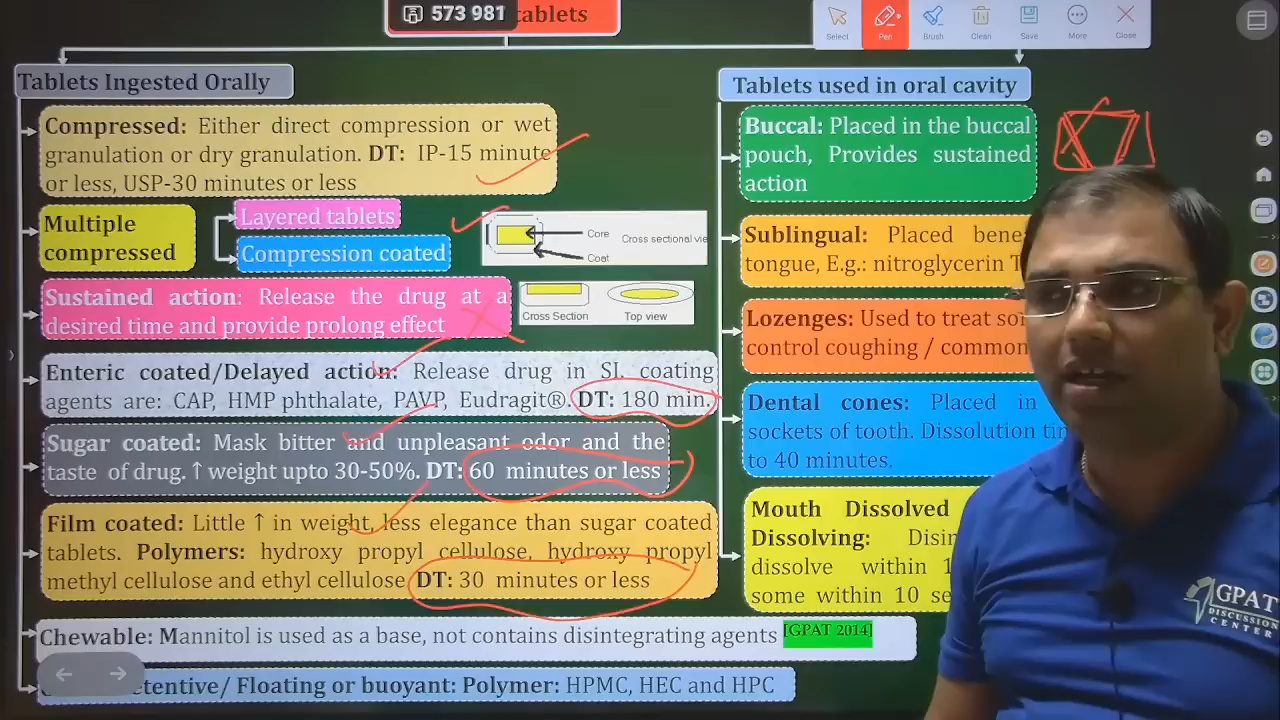 573 981
tablets
Select
Pen
Brush
Clean
Save
More
Close
Tablets Ingested Orally
Compressed: Either direct compression or wet
granulation or dry granulation. DT: IP-15 minute
or less, USP-30 minutes or less
Multiple
compressed
Layered tablets
Compression coated
Core
Coat
Cross sectional vie
Sustained action: Release the drug at a
desired time and provide prolong effect
Cross Section
Top view
Enteric coated/Delayed action: Release drug in SI, coating
agents are: CAP, HMP phthalate, PAVP, Eudragit® DT: 180 min.
Sugar coated: Mask bitter and unpleasant odor and the
taste of drug. ↑ weight upto 30-50%. DT: 60 minutes or less
Film coated: Little ↑ in weight, less elegance than sugar coated
tablets. Polymers: hydroxy propyl cellulose, hydroxy propyl
methyl cellulose and ethyl cellulose DT: 30 minutes or less
Chewable: Mannitol is used as a base, not contains disintegrating agents [GPAT 2014]
etentive/ Floating or buoyant: Polymer: HPMC, HEC and HPC
Tablets used in oral cavity
Buccal: Placed in the buccal
pouch, Provides sustained
action
Sublingual: Placed bene
tongue, E.g.: nitroglycerin T
Lozenges: Used to treat so
control coughing / common
Dental cones: Placed in
sockets of tooth. Dissolution tim
to 40 minutes.
Mouth Dissolved
Dissolving: Disin
dissolve within 1
some within 10 se
GPAT
DISCUSSION
CENTER